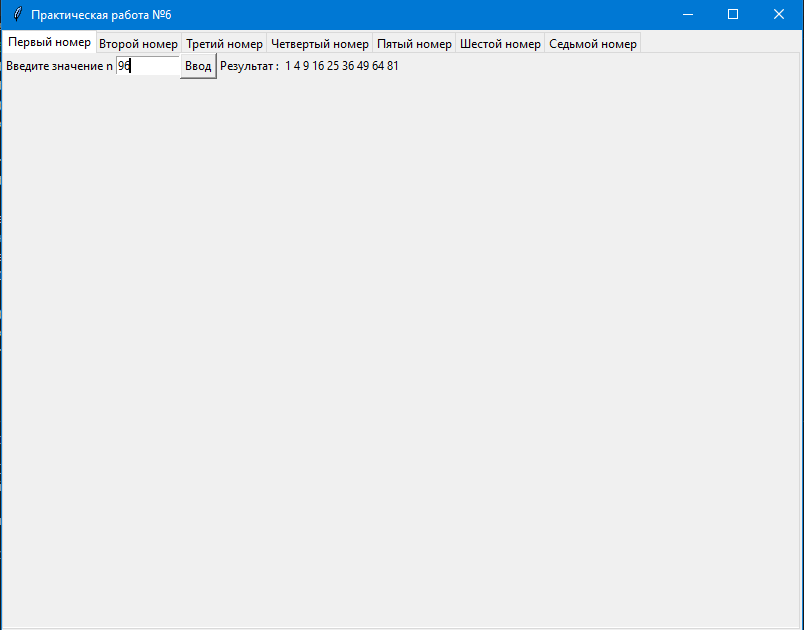 Практическая работа №6
Первый номер Второй номер Третий номер Четвертый номер Пятый номер Шестой номер Седьмой номер
Введите значение n 96 Ввод Результат : 1 4 9 16 25 36 49 64 81